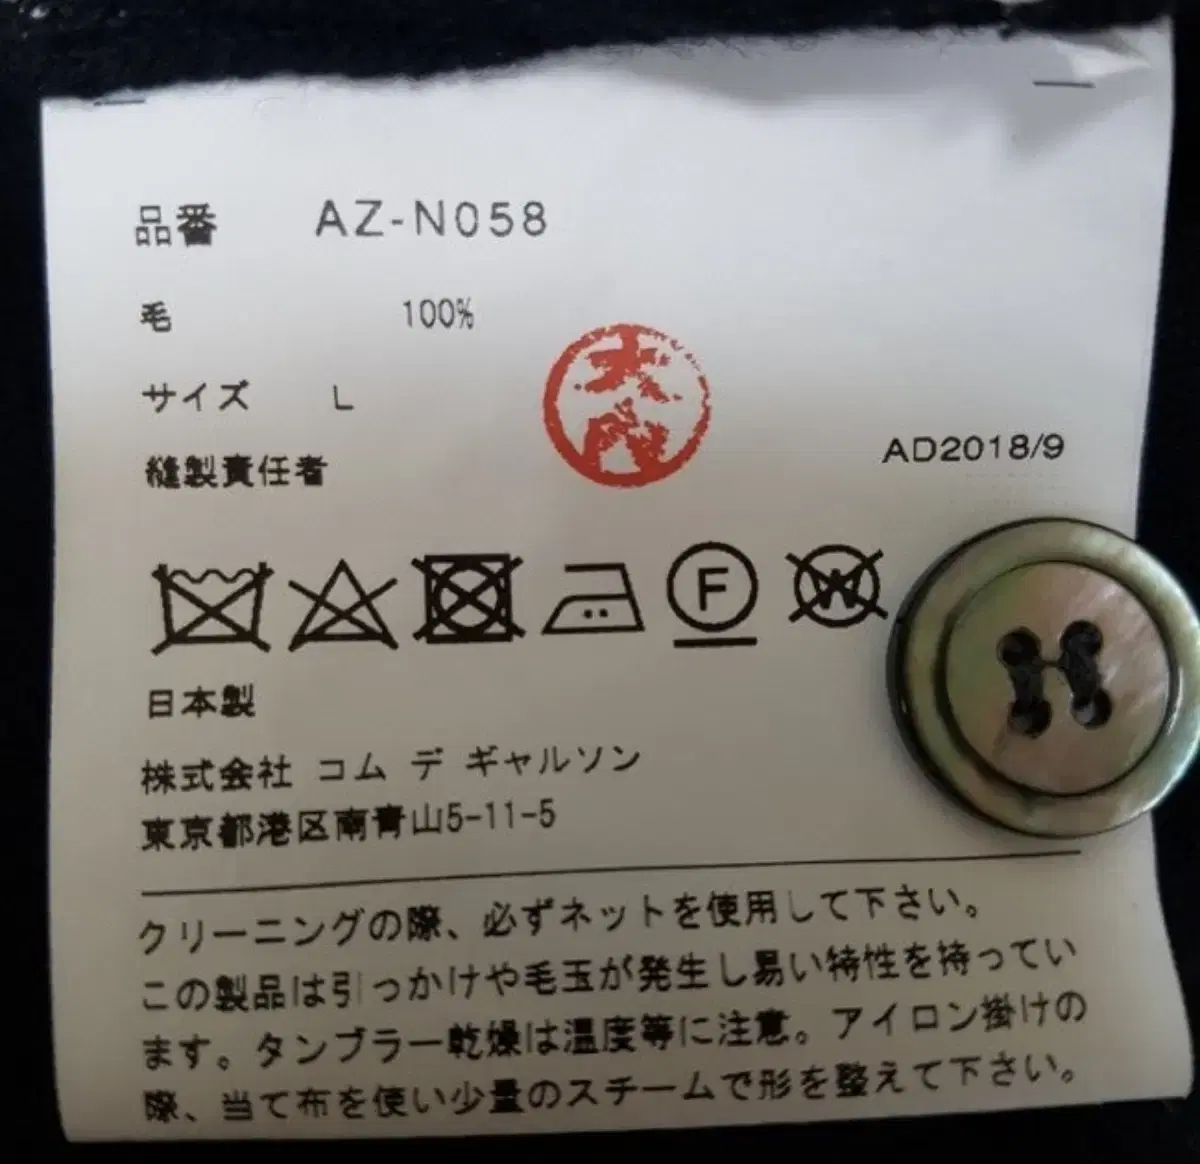 品番 AZ-N058
毛 100%
サイズ L
大内
縫製責任者
AD2018/9
F
W
日本製
株式会社 コム デ ギャルソン
東京都港区南青山5-11-5
クリーニングの際、必ずネットを使用して下さい。
この製品は引っかけや毛玉が発生し易い特性を持ってい
ます。タンブラー乾燥は温度等に注意。アイロン掛けの
際、当て布を使い少量のスチームで形を整えて下さい。